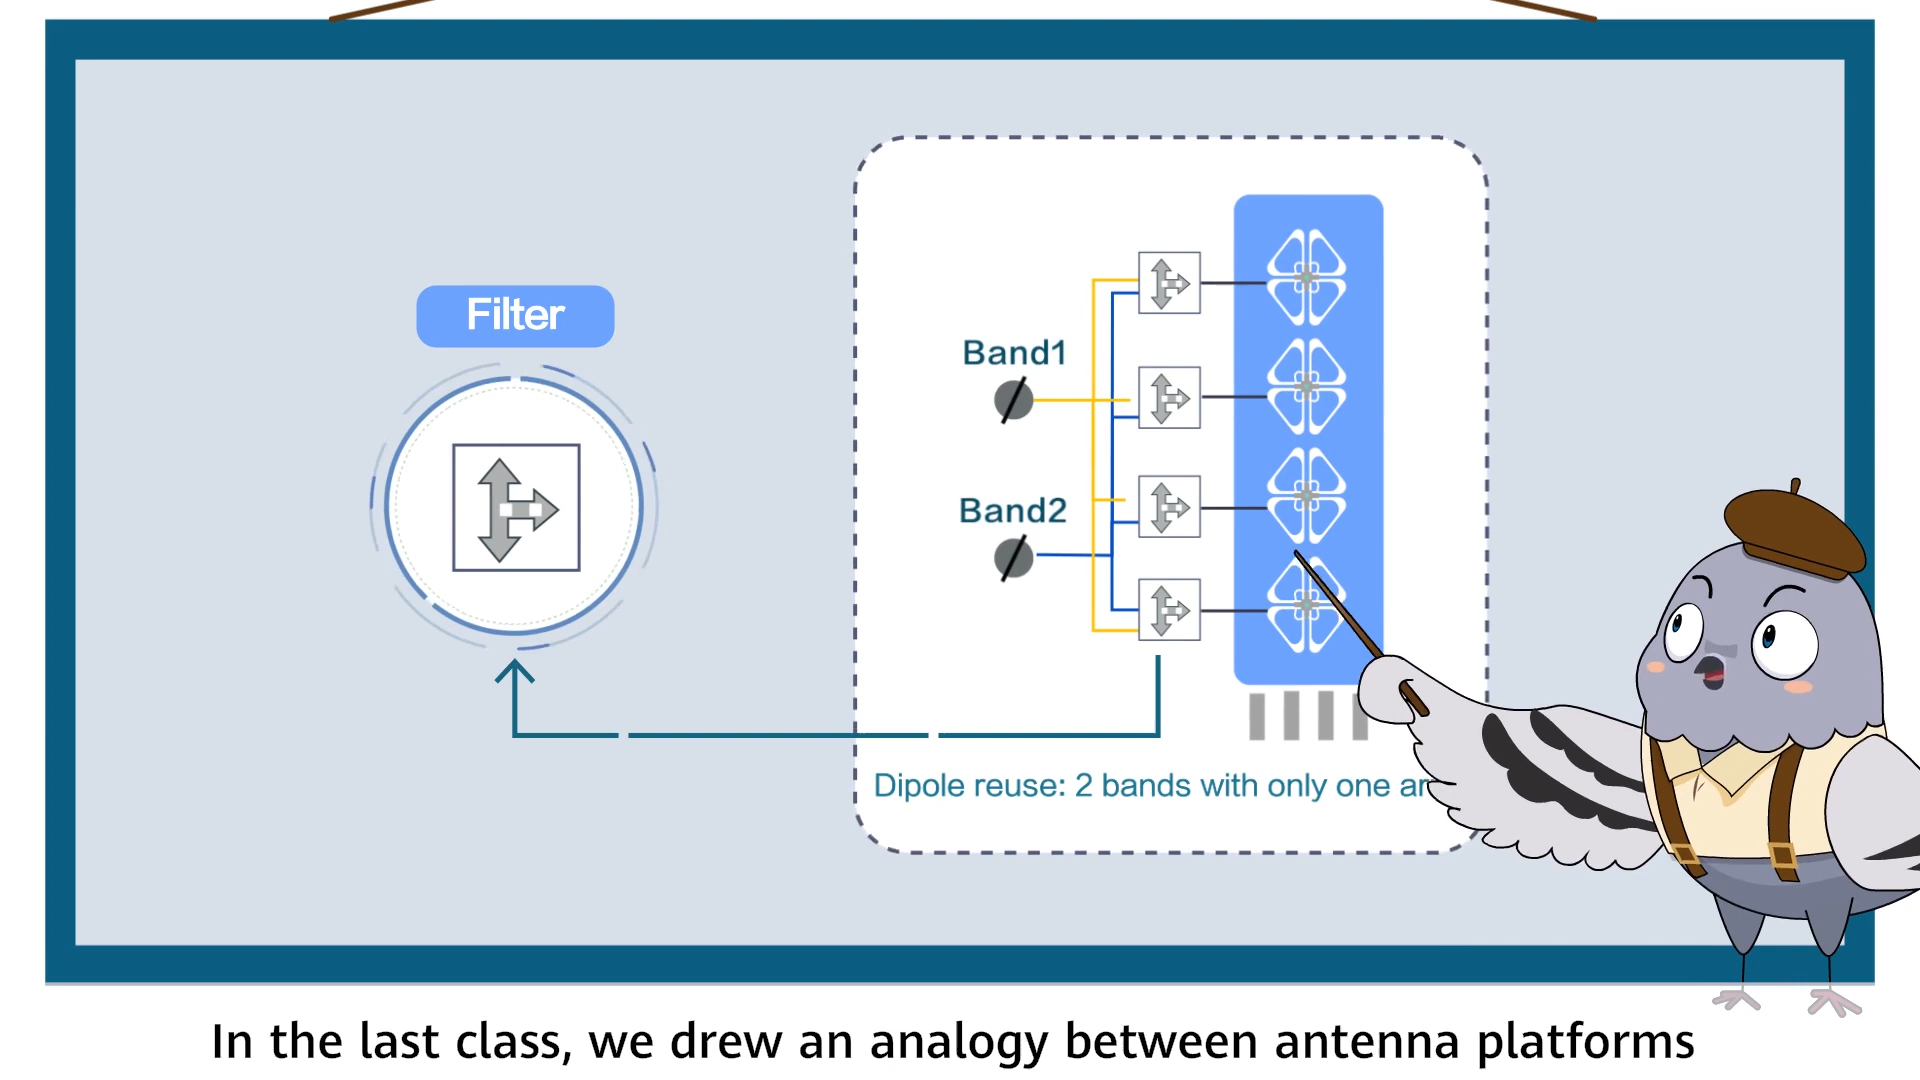 Filter
Band1
Band2
Dipole reuse: 2 bands with only one
In the last class, we drew an analogy between antenna platforms